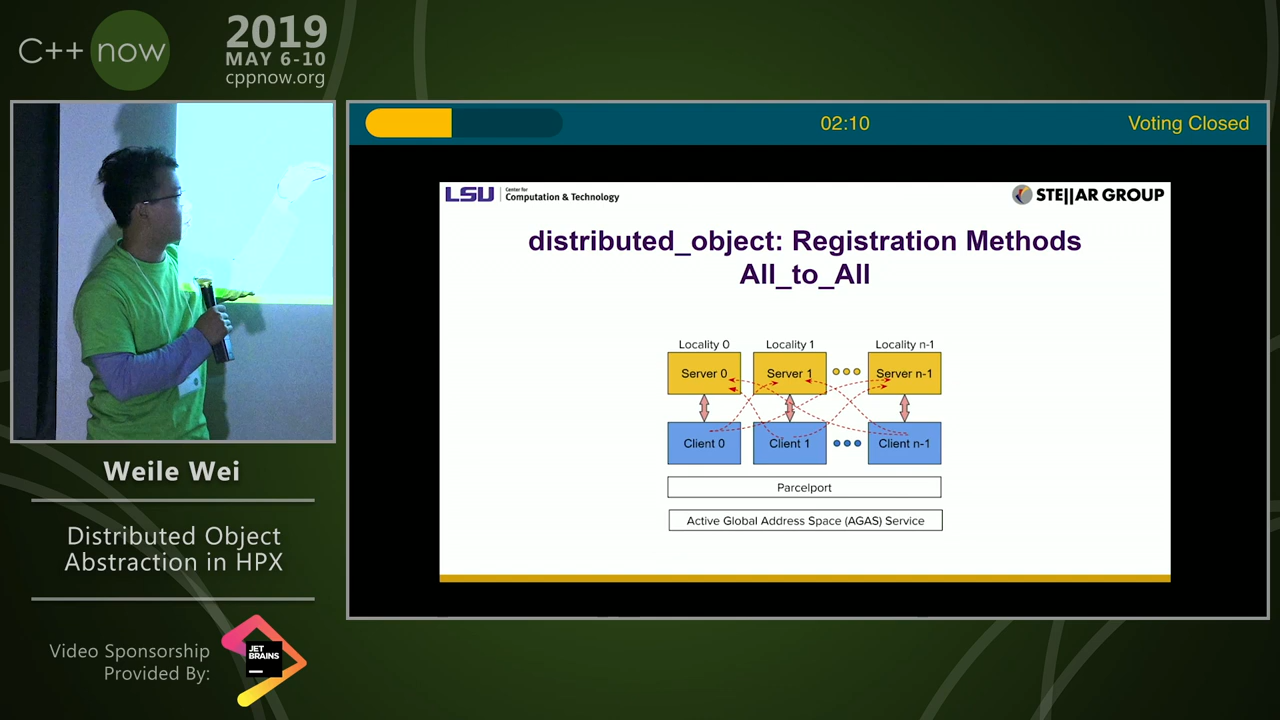 C++ now
2019
MAY 6-10
cppnow.org
02:10
Voting Closed
LSU
Center for
Computation & Technology
STE||AR GROUP
distributed_object: Registration Methods
All_to_All
Locality 0
Locality 1
Locality n-1
Server 0
Server 1
Server n-1
Client 0
Client 1
Client n-1
Parcelport
Active Global Address Space (AGAS) Service
Weile Wei
Distributed Object
Abstraction in HPX
Video Sponsorship
Provided By:
JET
BRAINS